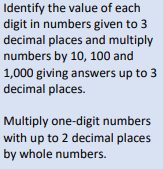 Identify the value of each
digit in numbers given to 3
decimal places and multiply
numbers by 10, 100 and
1,000 giving answers up to 3
decimal places.

Multiply one-digit numbers
with up to 2 decimal places
by whole numbers.